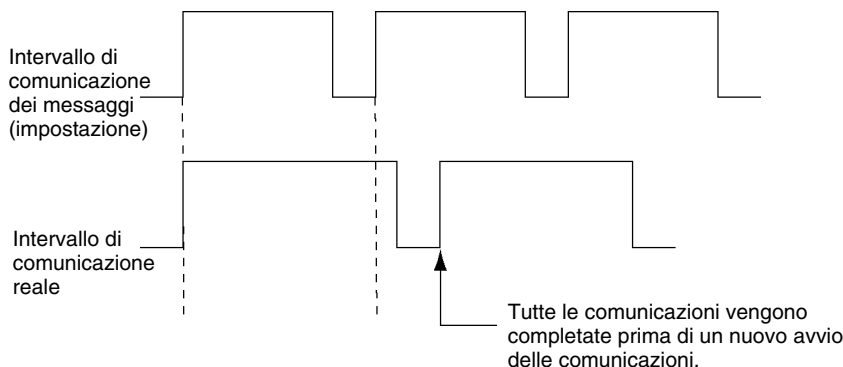 Intervallo di
comunicazione
dei messaggi
(impostazione)
Intervallo di
comunicazione
reale
Tutte le comunicazioni vengono
completate prima di un nuovo avvio
delle comunicazioni.